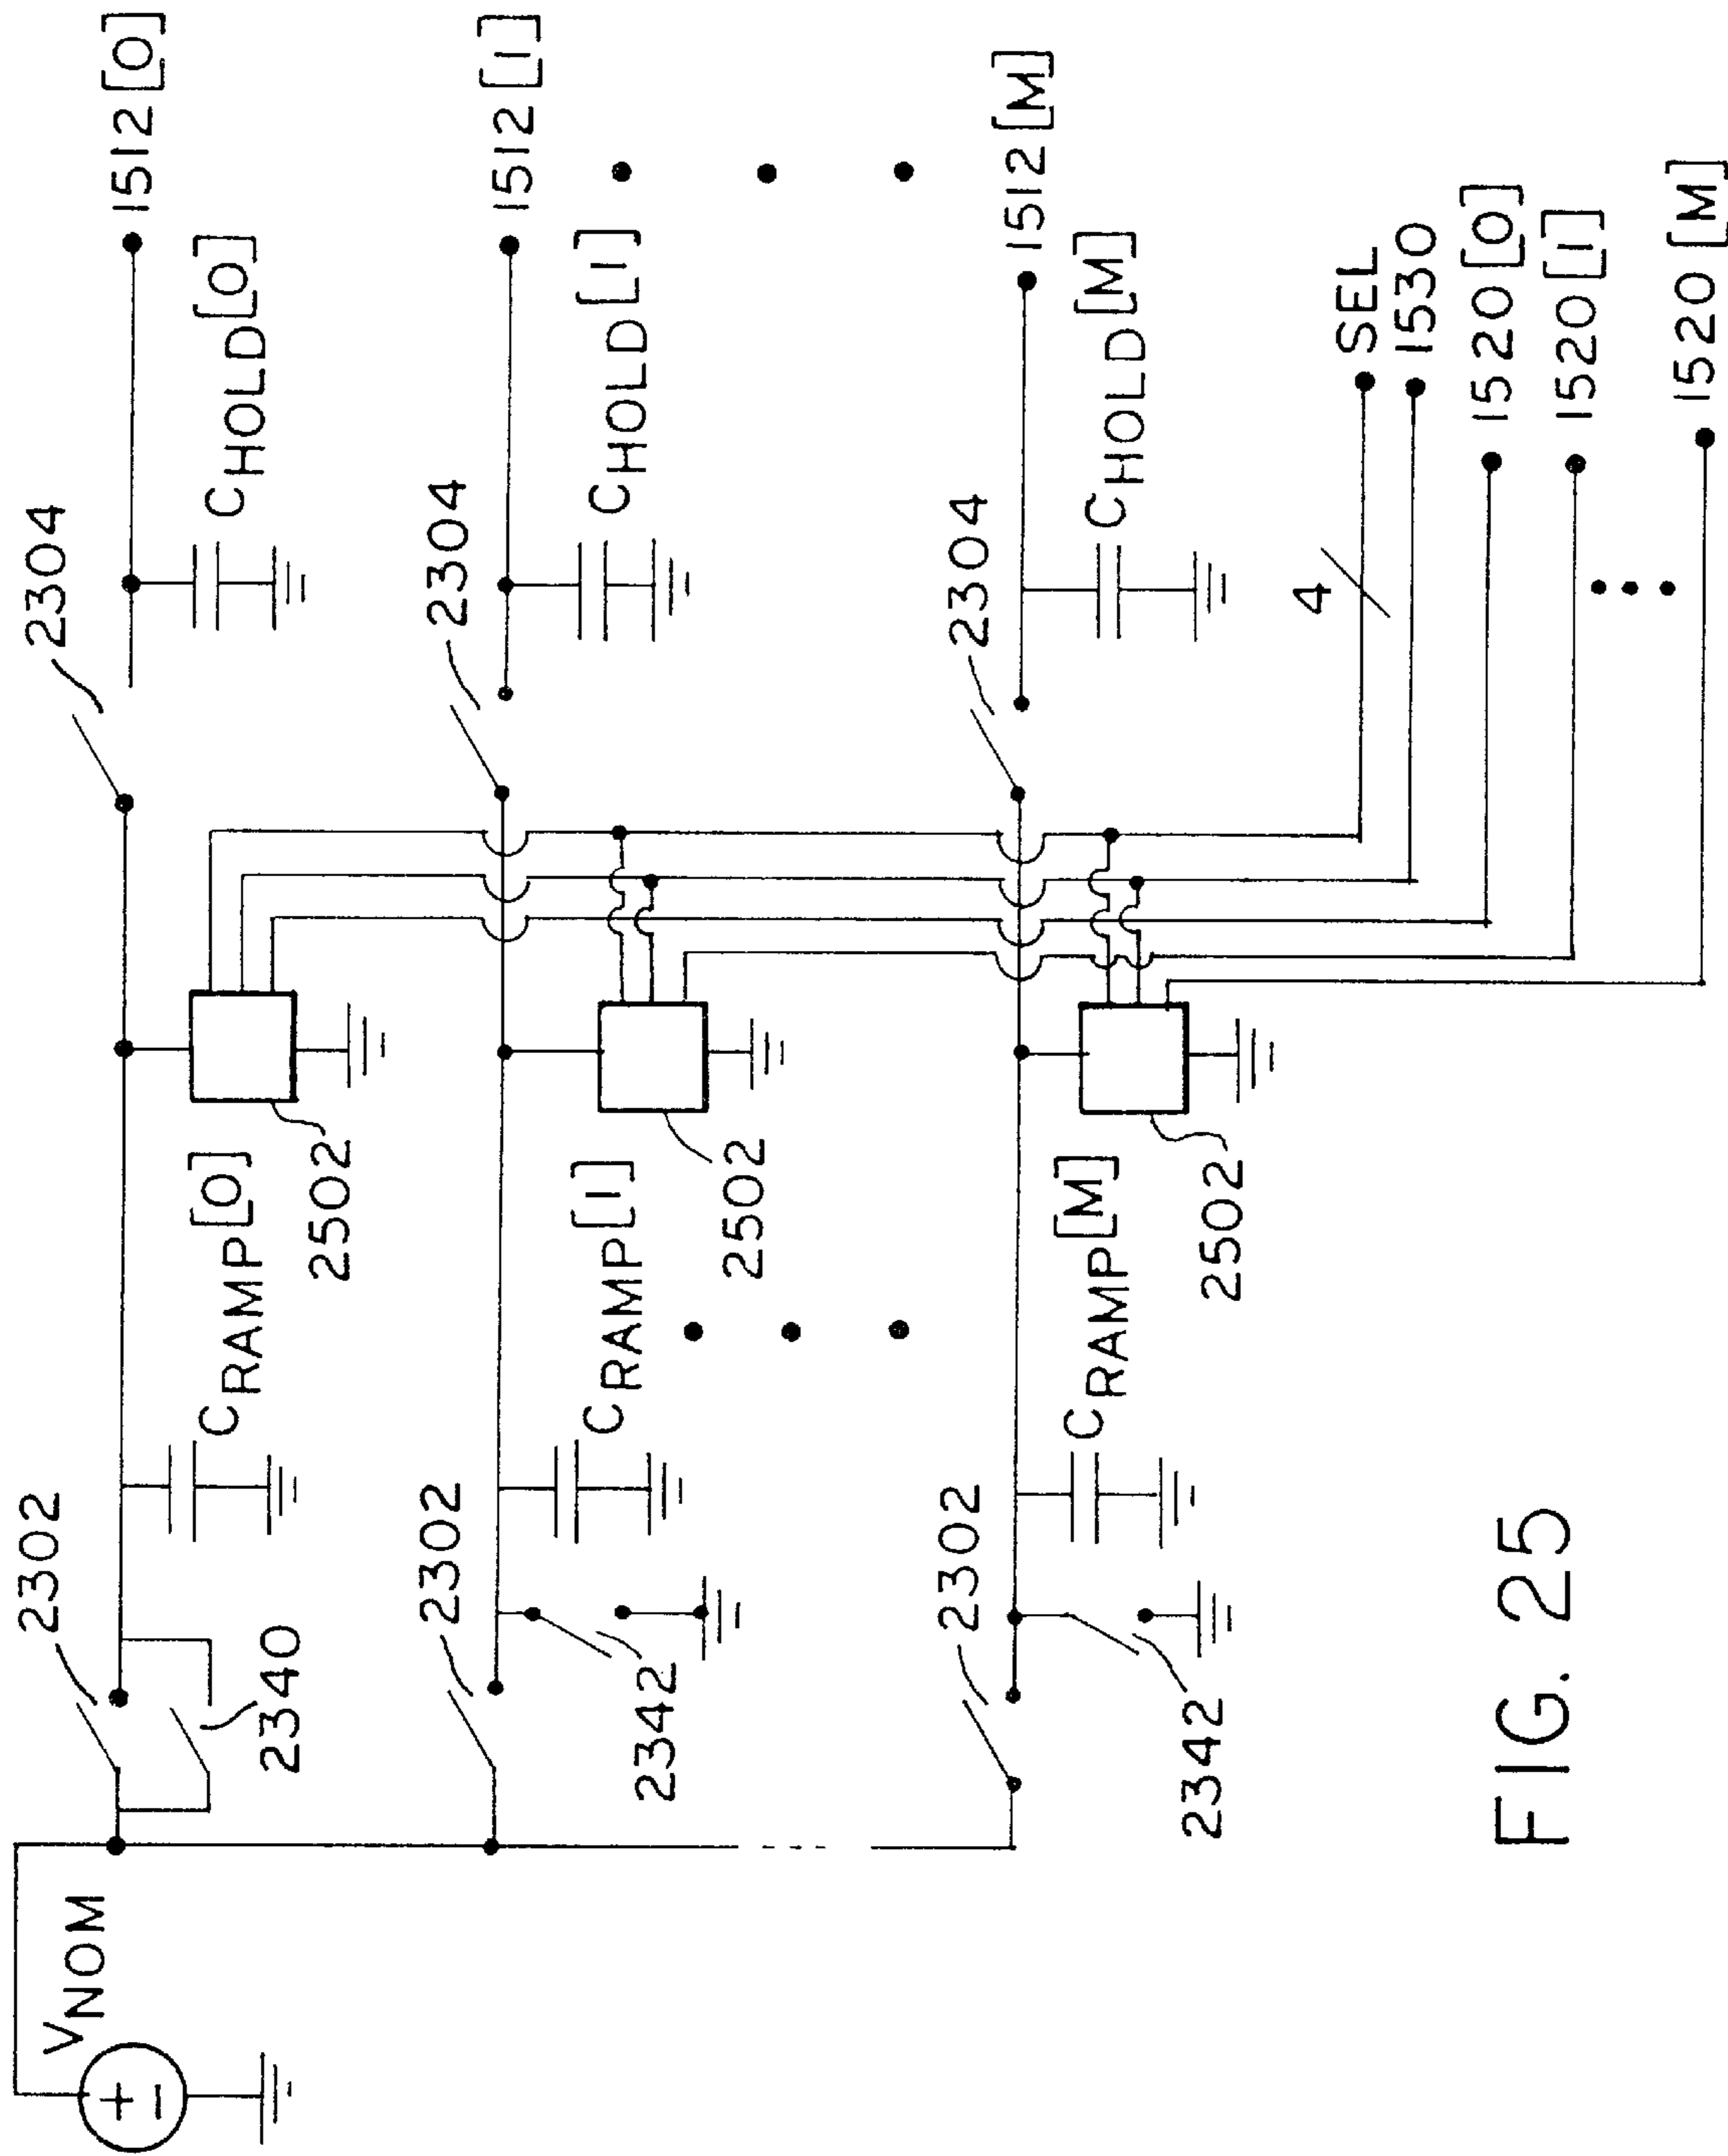 VNOM
2302
2340
CRAMP[0]
2502
2304
CHOLD[0]
1512[0]
2302
2342
CRAMP[1]
2502
2304
CHOLD[1]
1512[1]
2302
2342
CRAMP[M]
2502
2304
CHOLD[M]
1512[M]
4
SEL
1530
1520[0]
1520[1]
1520[M]
FIG. 25